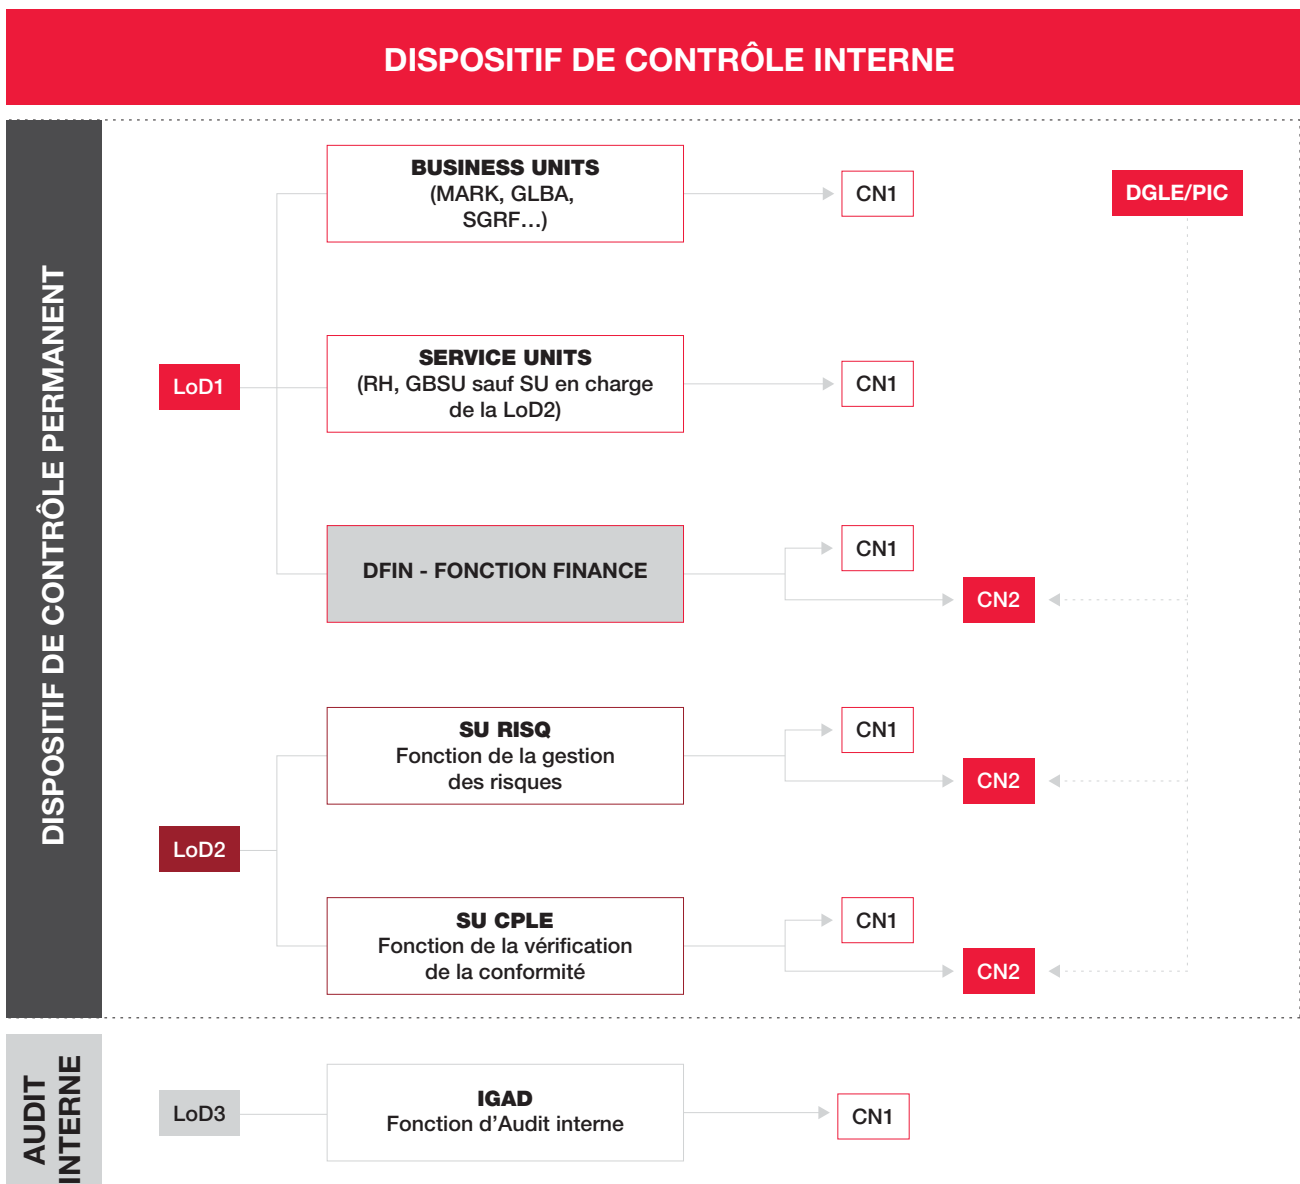 DISPOSITIF DE CONTRÔLE INTERNE
DISPOSITIF DE CONTRÔLE PERMANENT
BUSINESS UNITS
(MARK, GLBA,
SGRF…)
CN1
DGLE/PIC
LoD1
SERVICE UNITS
(RH, GBSU sauf SU en charge
de la LoD2)
CN1
DFIN - FONCTION FINANCE
CN1
CN2
LoD2
SU RISQ
Fonction de la gestion
des risques
CN1
CN2
SU CPLE
Fonction de la vérification
de la conformité
CN1
CN2
AUDIT
INTERNE
LoD3
IGAD
Fonction d’Audit interne
CN1